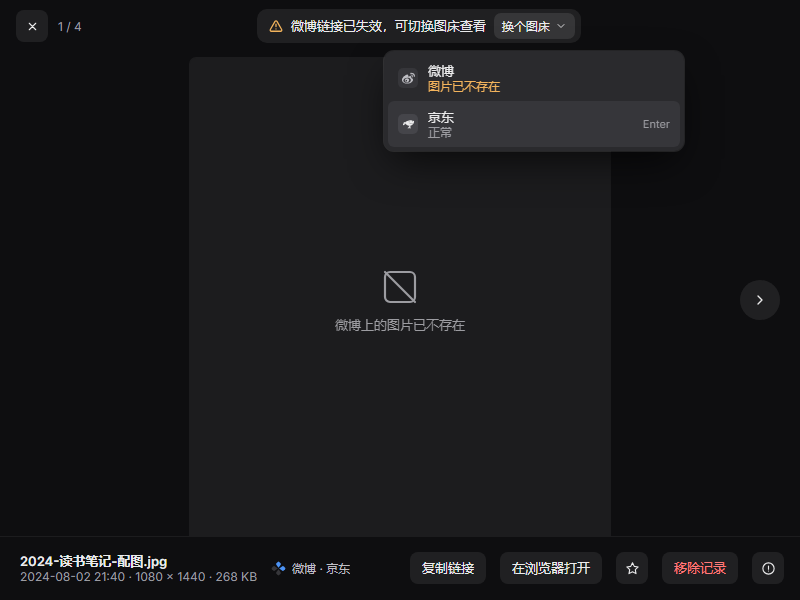 1 / 4
微博链接已失效，可切换图床查看
换个图床
微博
图片已不存在
京东
正常
Enter
微博上的图片已不存在
2024-读书笔记-配图.jpg
2024-08-02 21:40 · 1080 × 1440 · 268 KB
微博 · 京东
复制链接
在浏览器打开
移除记录